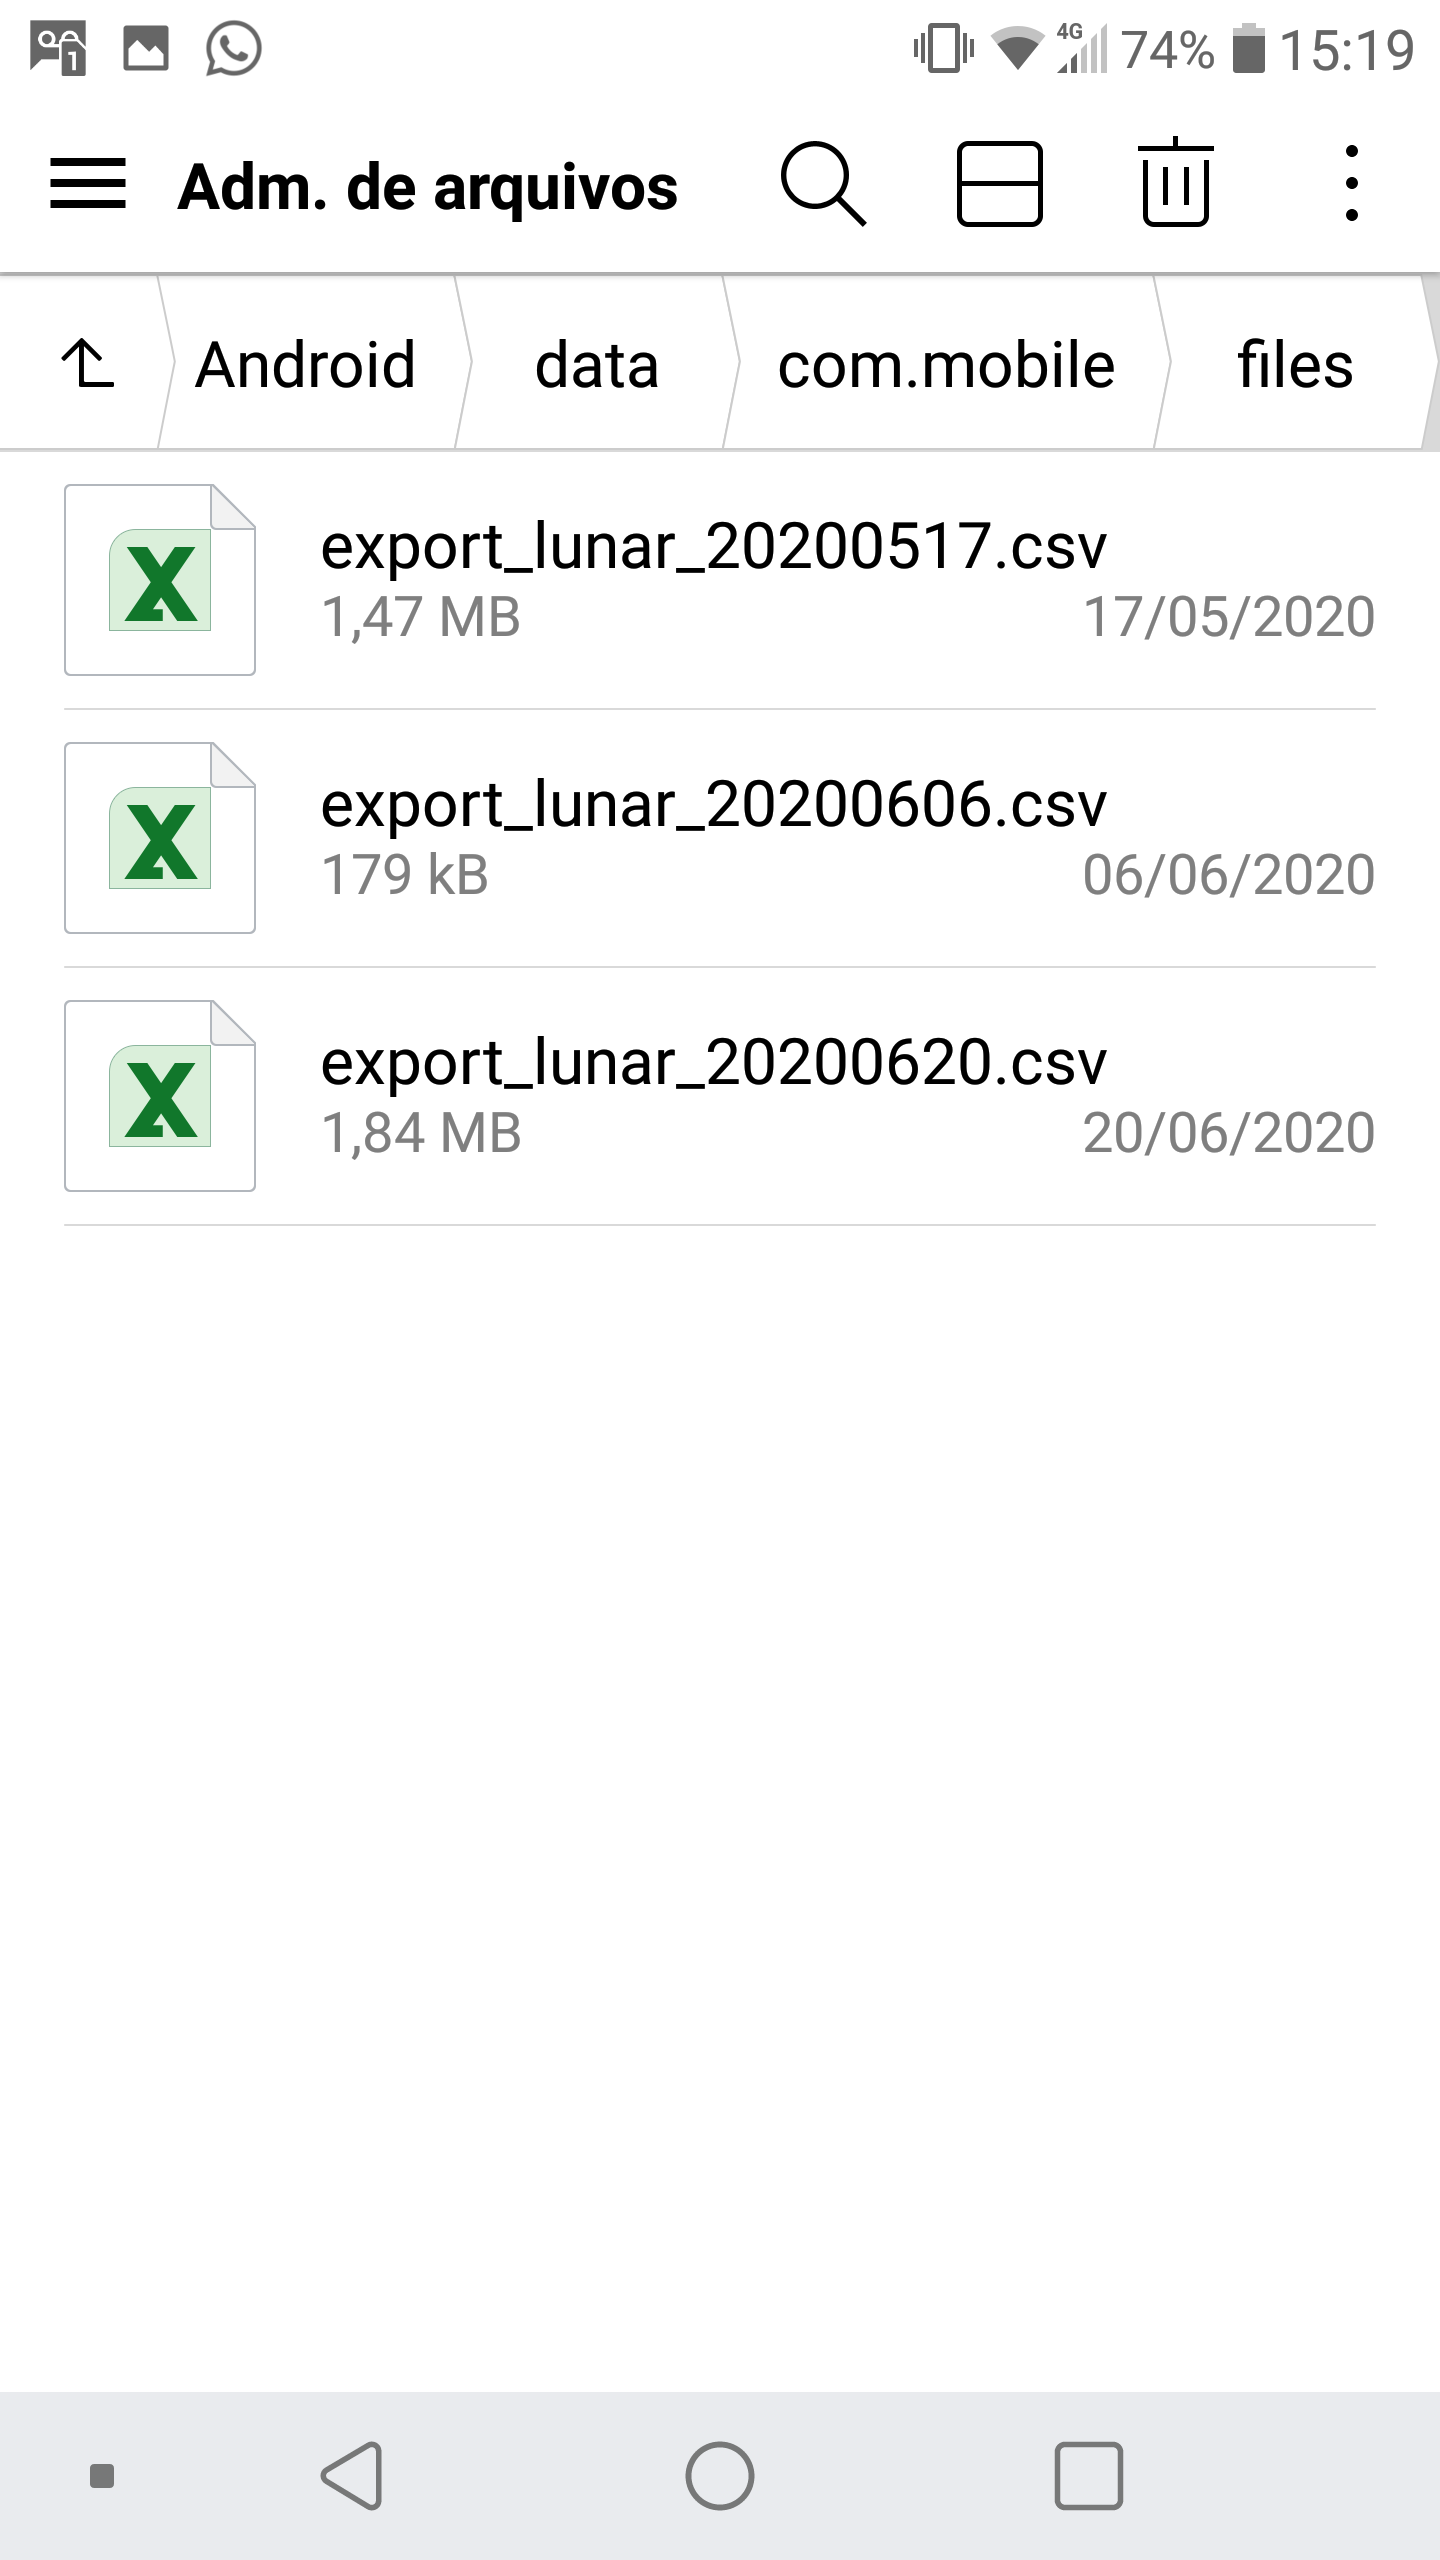 4G 74% 15:19
Adm. de arquivos
Android data com.mobile files
export_lunar_20200517.csv
1,47 MB 17/05/2020
export_lunar_20200606.csv
179 kB 06/06/2020
export_lunar_20200620.csv
1,84 MB 20/06/2020